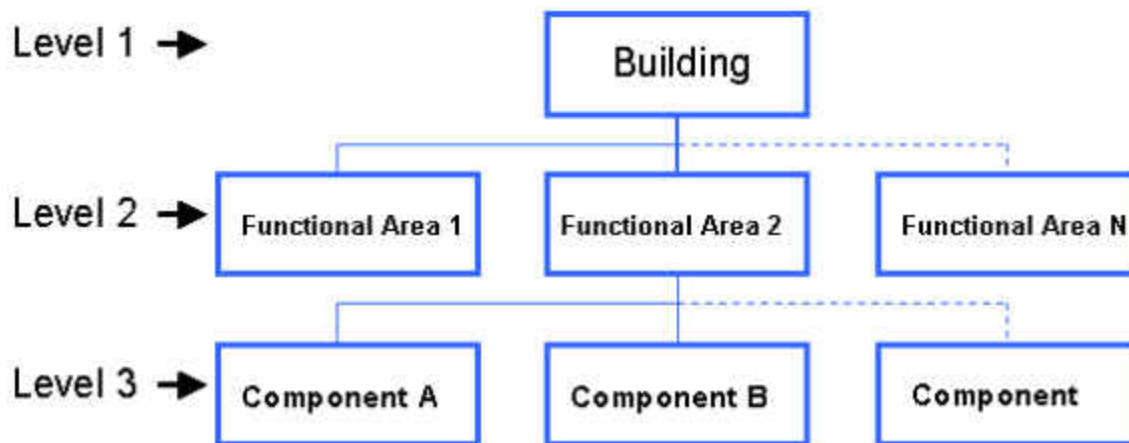 Level 1
Building
Level 2
Functional Area 1
Functional Area 2
Functional Area N
Level 3
Component A
Component B
Component